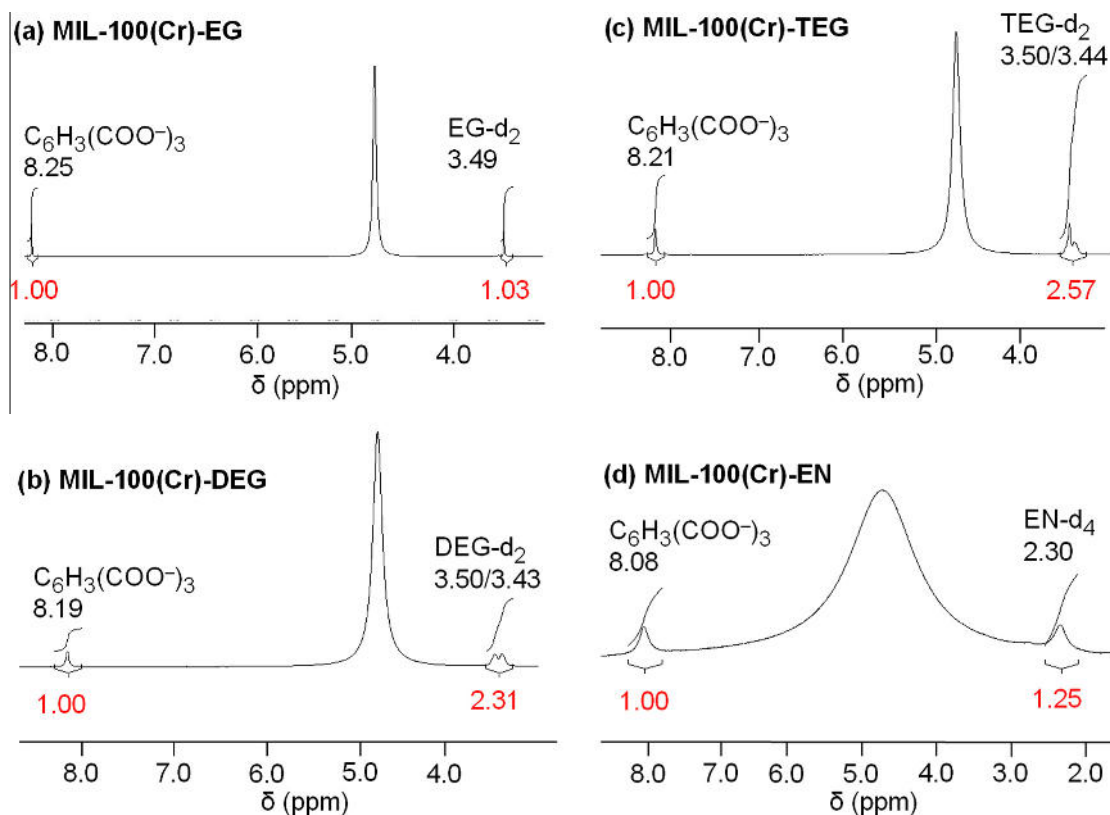 (a) MIL-100(Cr)-EG
C₆H₃(COO⁻)₃
8.25
EG-d₂
3.49
1.00
1.03
8.0 7.0 6.0 5.0 4.0
δ (ppm)
(c) MIL-100(Cr)-TEG
TEG-d₂
3.50/3.44
C₆H₃(COO⁻)₃
8.21
1.00
2.57
8.0 7.0 6.0 5.0 4.0
δ (ppm)
(b) MIL-100(Cr)-DEG
C₆H₃(COO⁻)₃
8.19
DEG-d₂
3.50/3.43
1.00
2.31
8.0 7.0 6.0 5.0 4.0
δ (ppm)
(d) MIL-100(Cr)-EN
C₆H₃(COO⁻)₃
8.08
EN-d₄
2.30
1.00
1.25
8.0 7.0 6.0 5.0 4.0 3.0 2.0
δ (ppm)